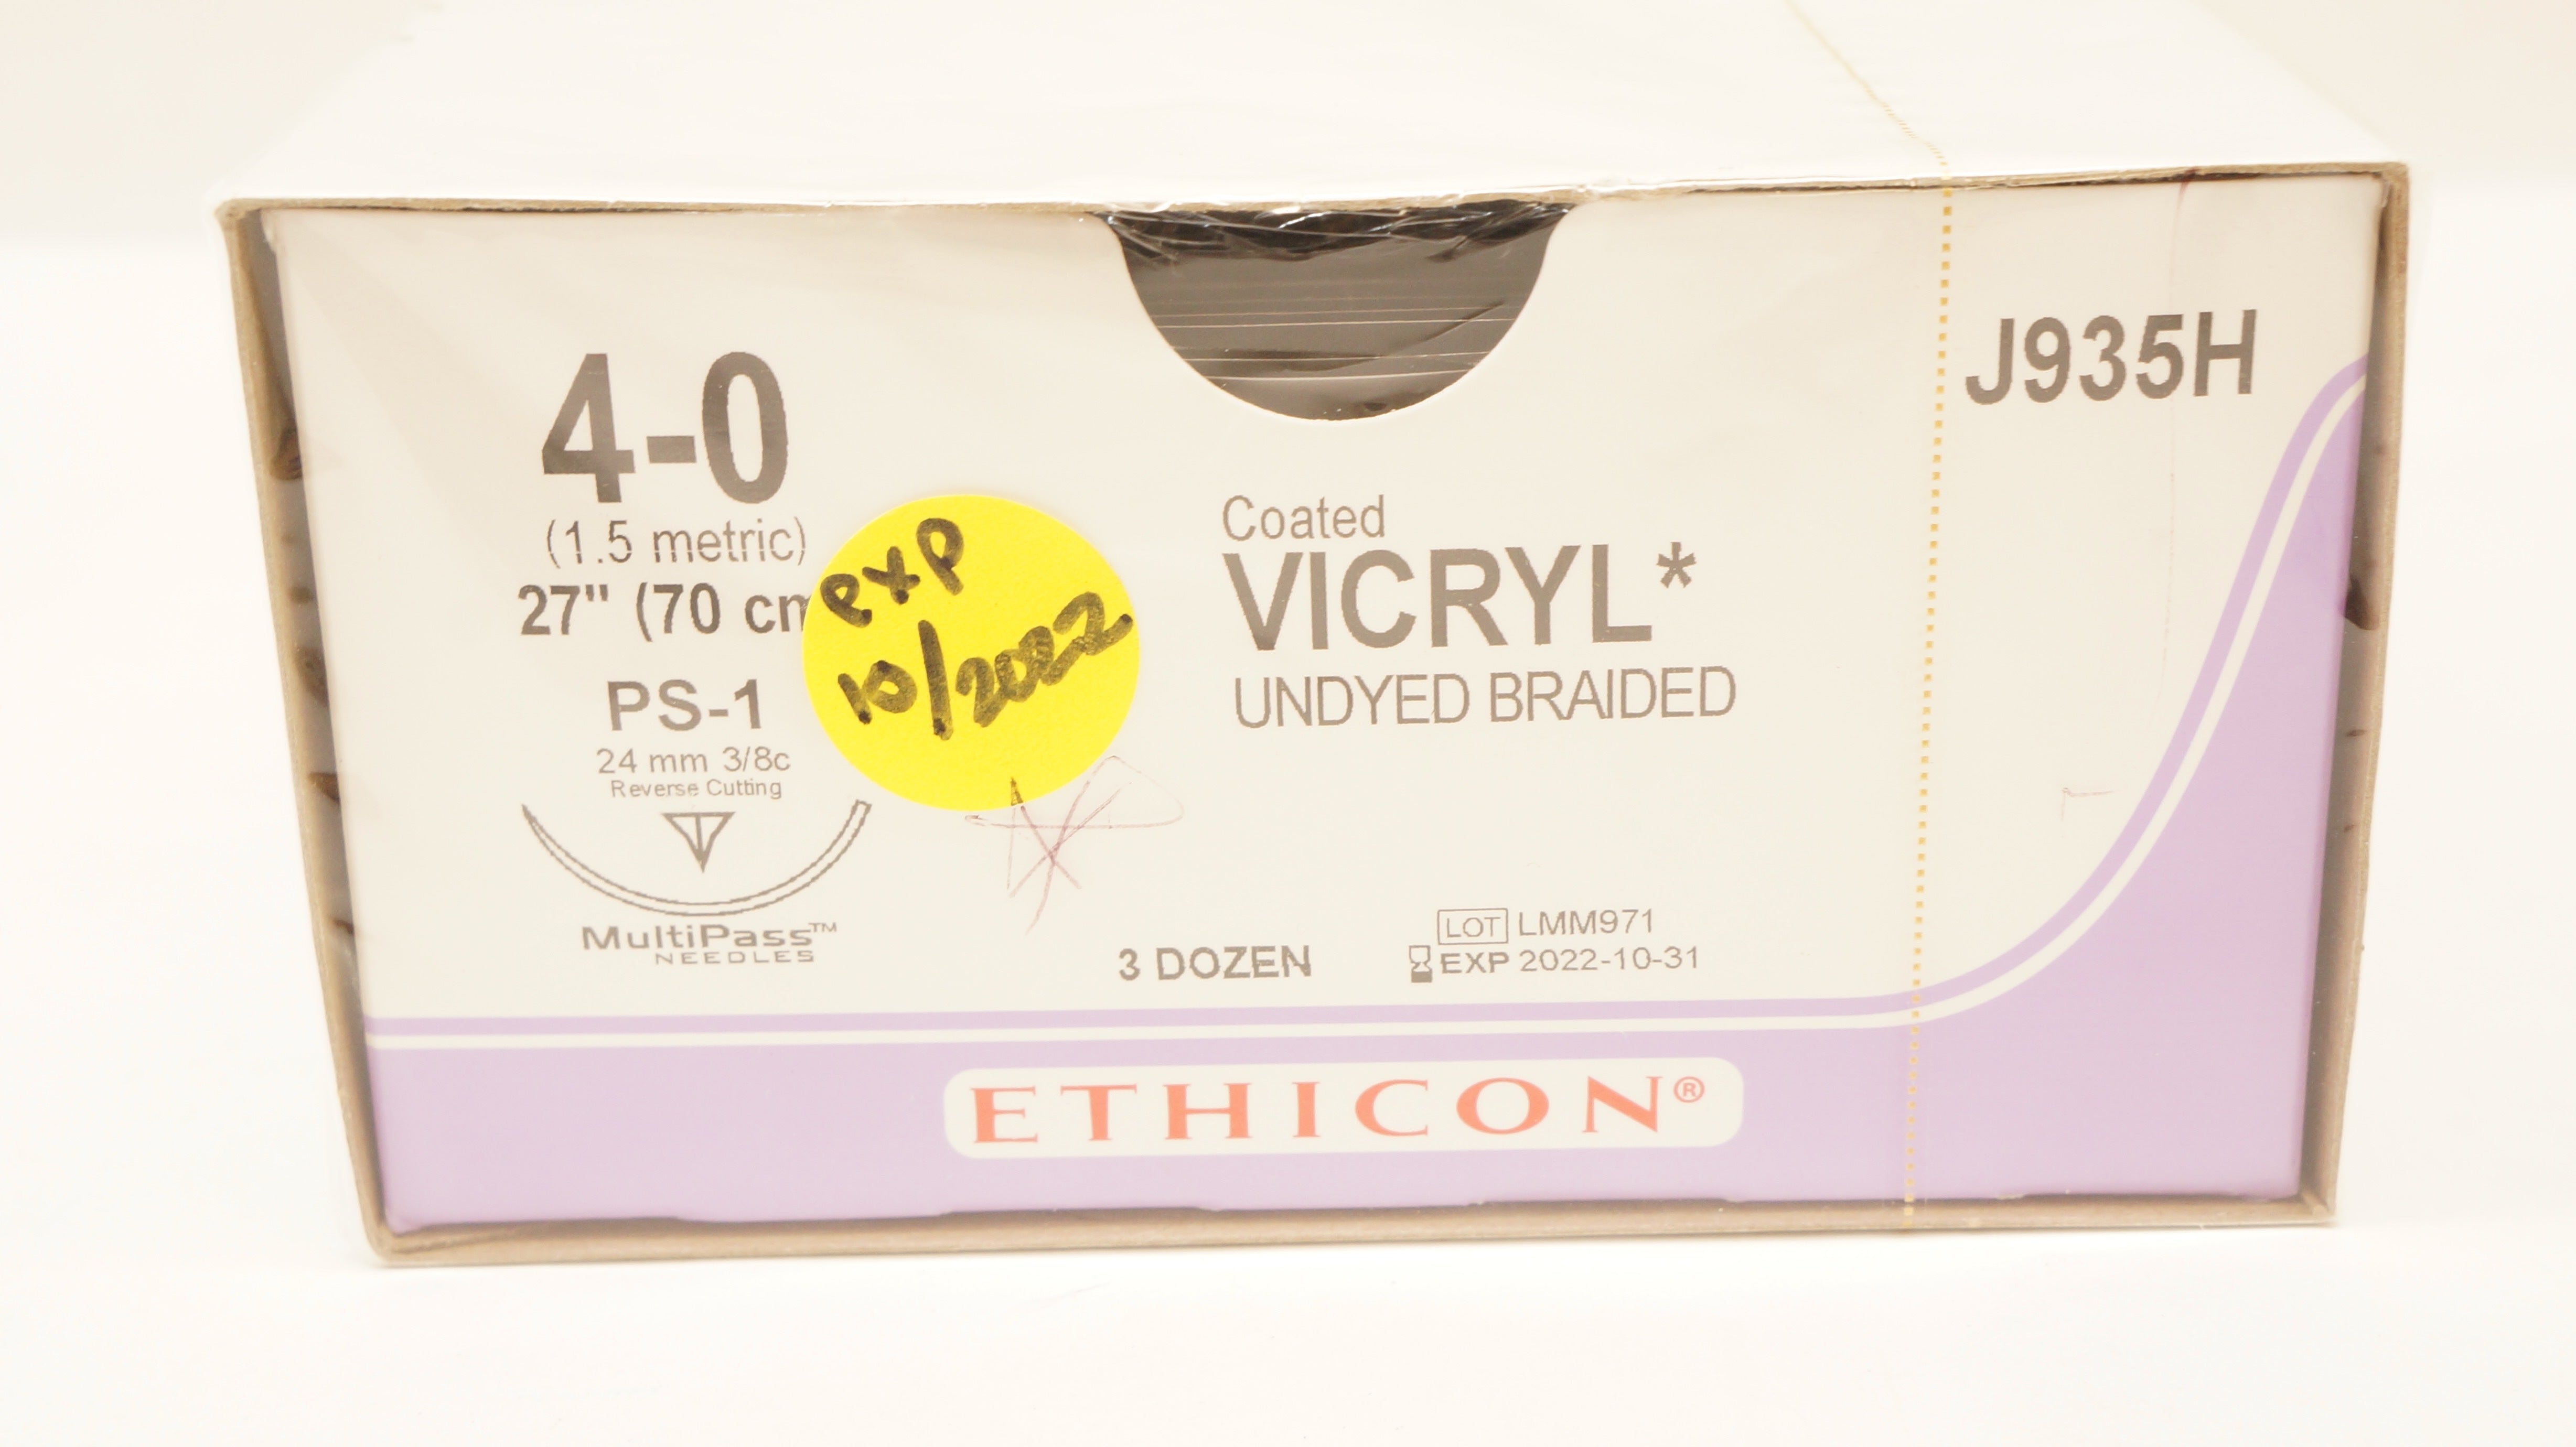 J935H
4-0
(1.5 metric)
27" (70 cm
PS-1
24 mm 3/8c
Reverse Cutting
MultiPass™
NEEDLES
exp
10/2022
Coated
VICRYL*
UNDYED BRAIDED
3 DOZEN
LOT LMM971
EXP 2022-10-31
ETHICON®